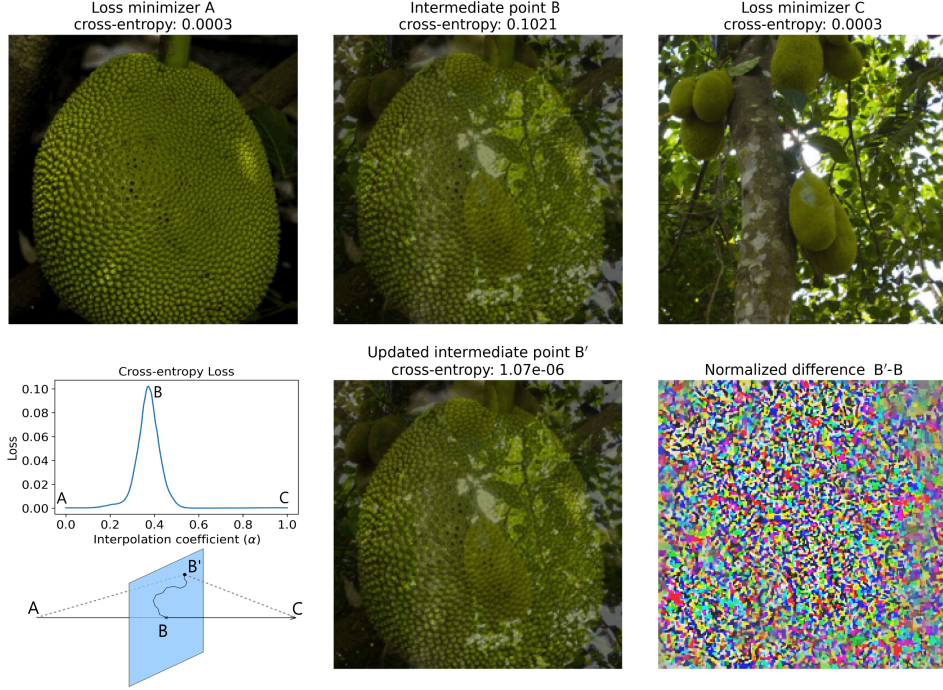 Loss minimizer A
cross-entropy: 0.0003
Intermediate point B
cross-entropy: 0.1021
Loss minimizer C
cross-entropy: 0.0003
Cross-entropy Loss
0.10
0.08
0.06
0.04
0.02
0.00
Loss
A
B
C
0.0 0.2 0.4 0.6 0.8 1.0
Interpolation coefficient (α)
A
B'
B
C
Updated intermediate point B′
cross-entropy: 1.07e-06
Normalized difference B′-B